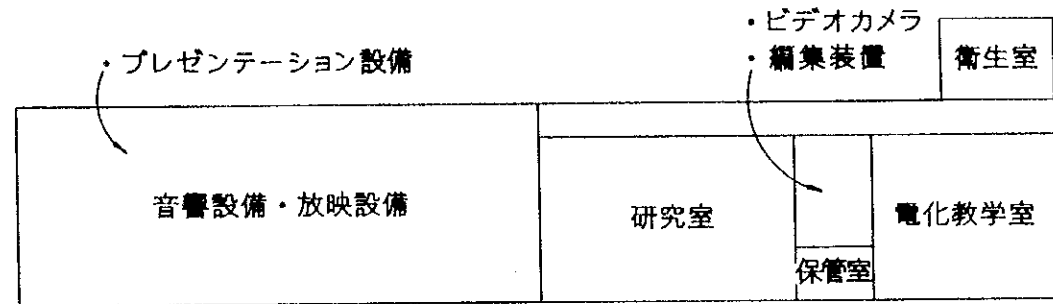 ・ビデオカメラ
・プレゼンテーション設備
・編集装置
衛生室
音響設備・放映設備
研究室
電化教学室
保管室